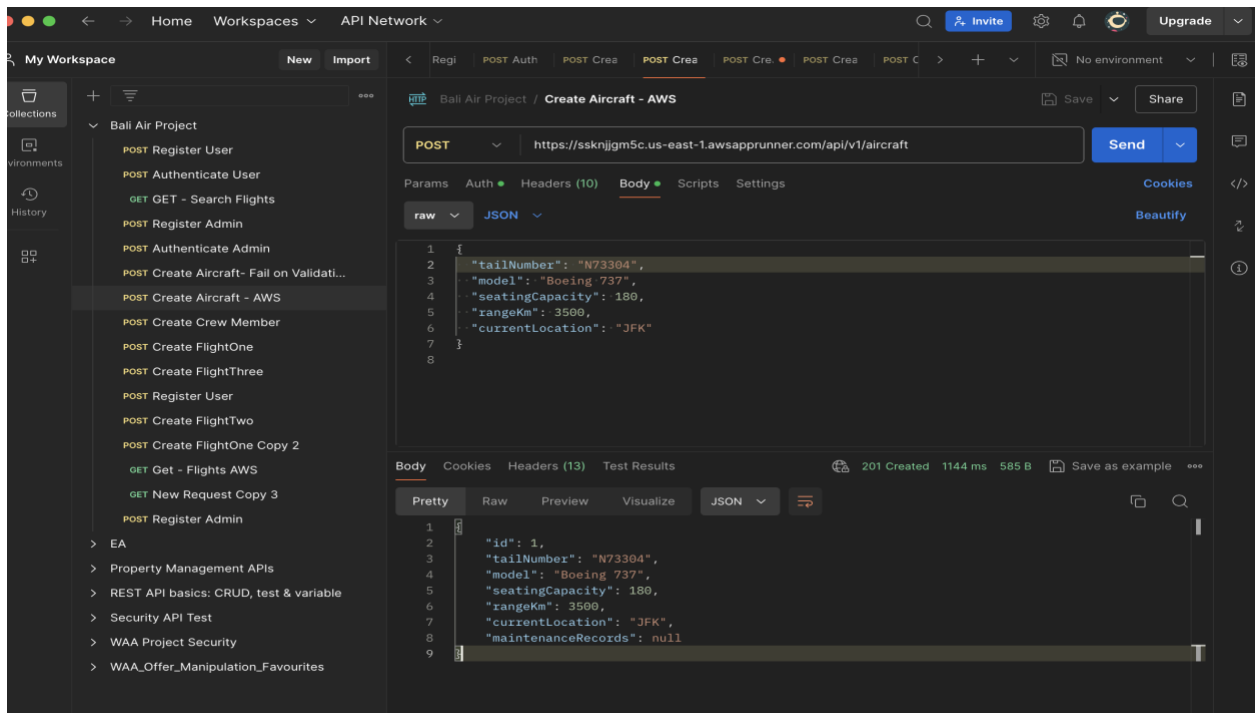 Home Workspaces API Network Invite Upgrade
My Workspace New Import Regi POST Auth POST Crea POST Crea POST Cre. POST Crea POST C No environment
Collections
Bali Air Project / Create Aircraft - AWS Save Share
Bali Air Project
POST Register User
POST Authenticate User
GET GET - Search Flights
POST Register Admin
POST Authenticate Admin
POST Create Aircraft- Fail on Validati...
POST Create Aircraft - AWS
POST Create Crew Member
POST Create FlightOne
POST Create FlightThree
POST Register User
POST Create FlightTwo
POST Create FlightOne Copy 2
GET Get - Flights AWS
GET New Request Copy 3
POST Register Admin
EA
Property Management APIs
REST API basics: CRUD, test & variable
Security API Test
WAA Project Security
WAA_Offer_Manipulation_Favourites
vironments
History
HTTP
POST https://ssknjjgm5c.us-east-1.awsapprunner.com/api/v1/aircraft Send
Params Auth Headers (10) Body Scripts Settings Cookies
raw JSON Beautify
1 {
2 "tailNumber": "N73304",
3 "model": "Boeing 737",
4 "seatingCapacity": 180,
5 "rangeKm": 3500,
6 "currentLocation": "JFK"
7 }
8
Body Cookies Headers (13) Test Results 201 Created 1144 ms 585 B Save as example
Pretty Raw Preview Visualize JSON
1 {
2 "id": 1,
3 "tailNumber": "N73304",
4 "model": "Boeing 737",
5 "seatingCapacity": 180,
6 "rangeKm": 3500,
7 "currentLocation": "JFK",
8 "maintenanceRecords": null
9 }